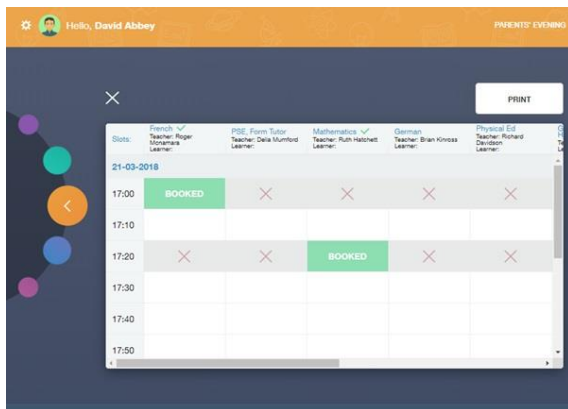 Hello, David Abbey
PARENTS' EVENING
PRINT
Slots:
French
Teacher: Roger
Monamara
Learner:
PSE, Form Tutor
Teacher: Delia Mumford
Learner:
Mathematics
Teacher: Ruth Hatchett
Learner:
German
Teacher: Brian Kinross
Learner:
Physical Ed
Teacher: Richard
Davidson
Learner:
21-03-2018
17:00 BOOKED
17:10
17:20 BOOKED
17:30
17:40
17:50